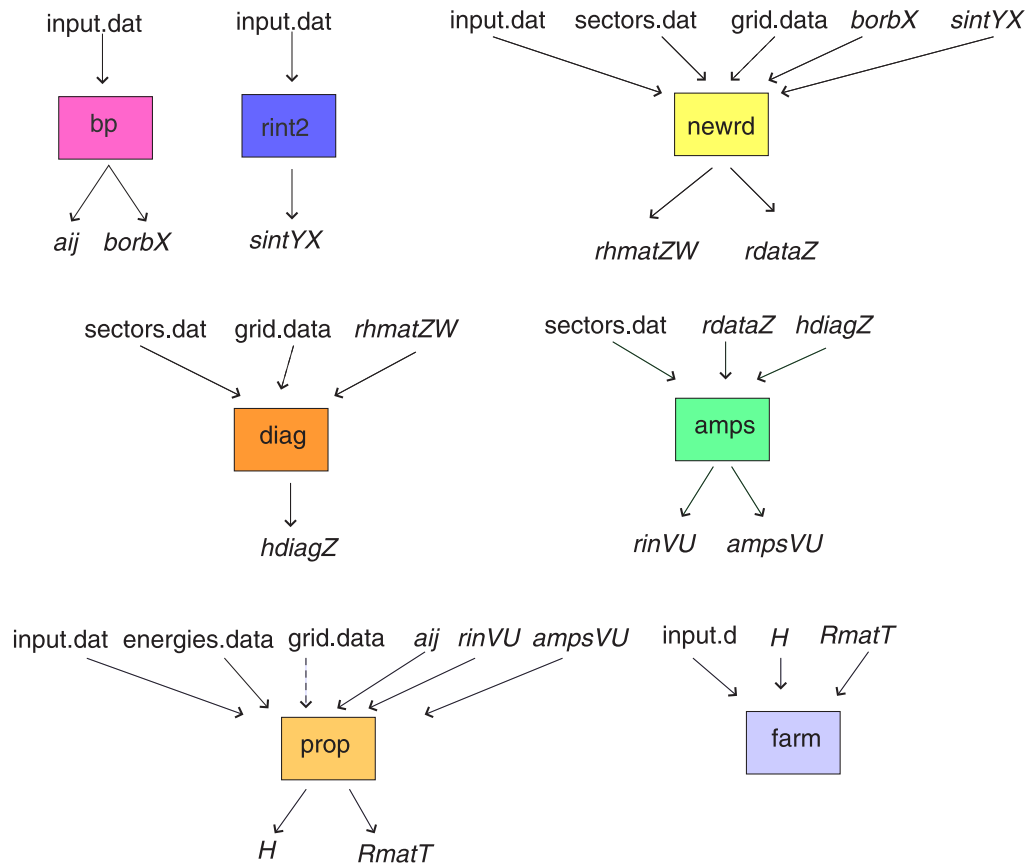 input.dat input.dat input.dat sectors.dat grid.data borbX sintYX
bp rint2 newrd
aij borbX sintYX rhmatZW rdataZ
sectors.dat grid.data rhmatZW sectors.dat rdataZ hdiagZ
diag amps
hdiagZ rinVU ampsVU
input.dat energies.data grid.data aij rinVU ampsVU input.d H RmatT
prop farm
H RmatT